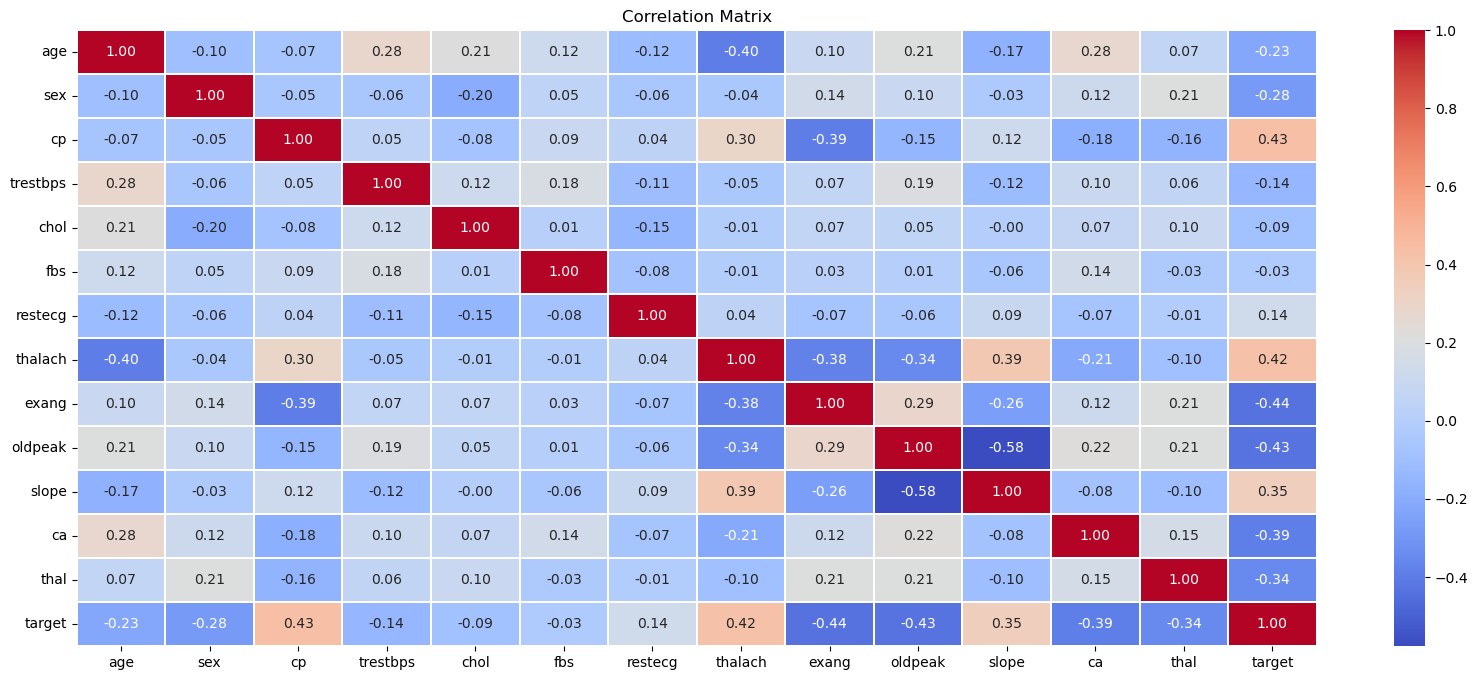 Correlation Matrix
age 1.00 -0.10 -0.07 0.28 0.21 0.12 -0.12 -0.40 0.10 0.21 -0.17 0.28 0.07 -0.23
sex -0.10 1.00 -0.05 -0.06 -0.20 0.05 -0.06 -0.04 0.14 0.10 -0.03 0.12 0.21 -0.28
cp -0.07 -0.05 1.00 0.05 -0.08 0.09 0.04 0.30 -0.39 -0.15 0.12 -0.18 -0.16 0.43
trestbps 0.28 -0.06 0.05 1.00 0.12 0.18 -0.11 -0.05 0.07 0.19 -0.12 0.10 0.06 -0.14
chol 0.21 -0.20 -0.08 0.12 1.00 0.01 -0.15 -0.01 0.07 0.05 -0.00 0.07 0.10 -0.09
fbs 0.12 0.05 0.09 0.18 0.01 1.00 -0.08 -0.01 0.03 0.01 -0.06 0.14 -0.03 -0.03
restecg -0.12 -0.06 0.04 -0.11 -0.15 -0.08 1.00 0.04 -0.07 -0.06 0.09 -0.07 -0.01 0.14
thalach -0.40 -0.04 0.30 -0.05 -0.01 -0.01 0.04 1.00 -0.38 -0.34 0.39 -0.21 -0.10 0.42
exang 0.10 0.14 -0.39 0.07 0.07 0.03 -0.07 -0.38 1.00 0.29 -0.26 0.12 0.21 -0.44
oldpeak 0.21 0.10 -0.15 0.19 0.05 0.01 -0.06 -0.34 0.29 1.00 -0.58 0.22 0.21 -0.43
slope -0.17 -0.03 0.12 -0.12 -0.00 -0.06 0.09 0.39 -0.26 -0.58 1.00 -0.08 -0.10 0.35
ca 0.28 0.12 -0.18 0.10 0.07 0.14 -0.07 -0.21 0.12 0.22 -0.08 1.00 0.15 -0.39
thal 0.07 0.21 -0.16 0.06 0.10 -0.03 -0.01 -0.10 0.21 0.21 -0.10 0.15 1.00 -0.34
target -0.23 -0.28 0.43 -0.14 -0.09 -0.03 0.14 0.42 -0.44 -0.43 0.35 -0.39 -0.34 1.00
age sex cp trestbps chol fbs restecg thalach exang oldpeak slope ca thal target
1.0
0.8
0.6
0.4
0.2
0.0
−0.2
−0.4